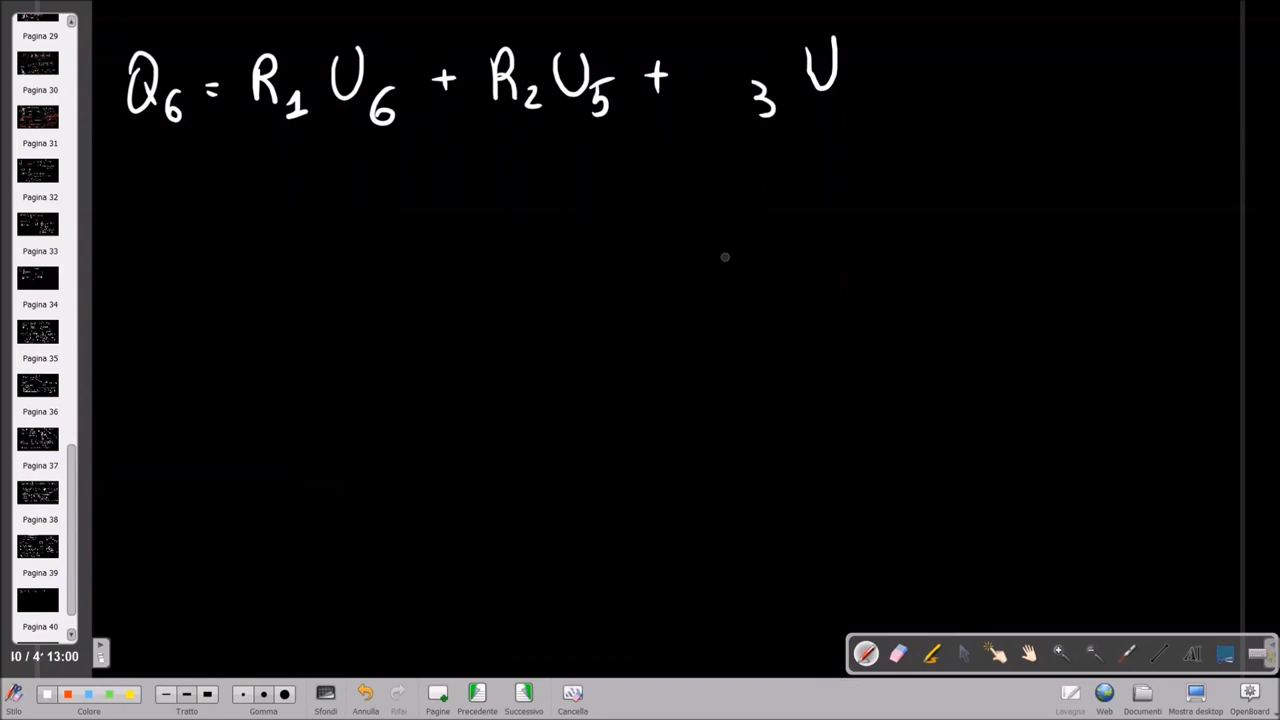 Q6 = R1 U6 + R2 U5 + 3 U
Pagina 29
Pagina 30
Pagina 31
Pagina 32
Pagina 33
Pagina 34
Pagina 35
Pagina 36
Pagina 37
Pagina 38
Pagina 39
Pagina 40
13:00
Stilo
Colore
Tratto
Gomma
Sfondi
Annulla
Rifai
Pagine
Precedente
Successivo
Cancella
Lavagna
Web
Documenti
Mostra desktop
OpenBoard